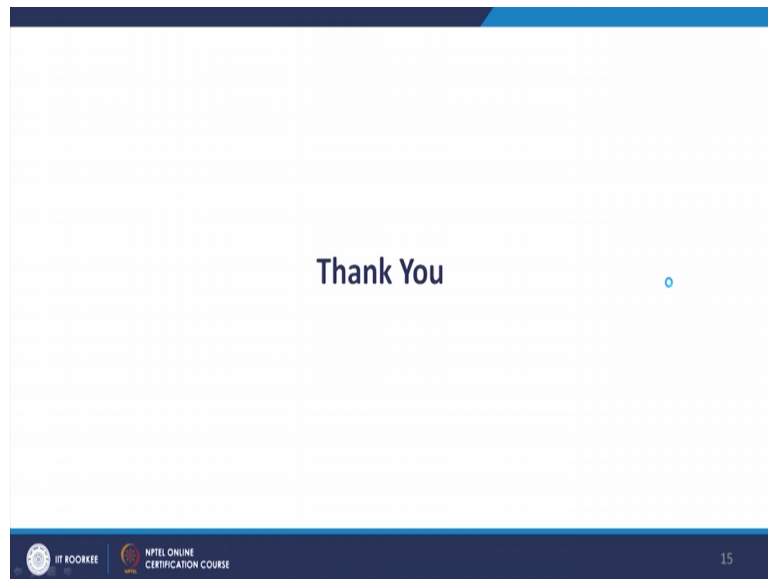 Thank You
IIT ROORKEE
NPTEL ONLINE
CERTIFICATION COURSE
15